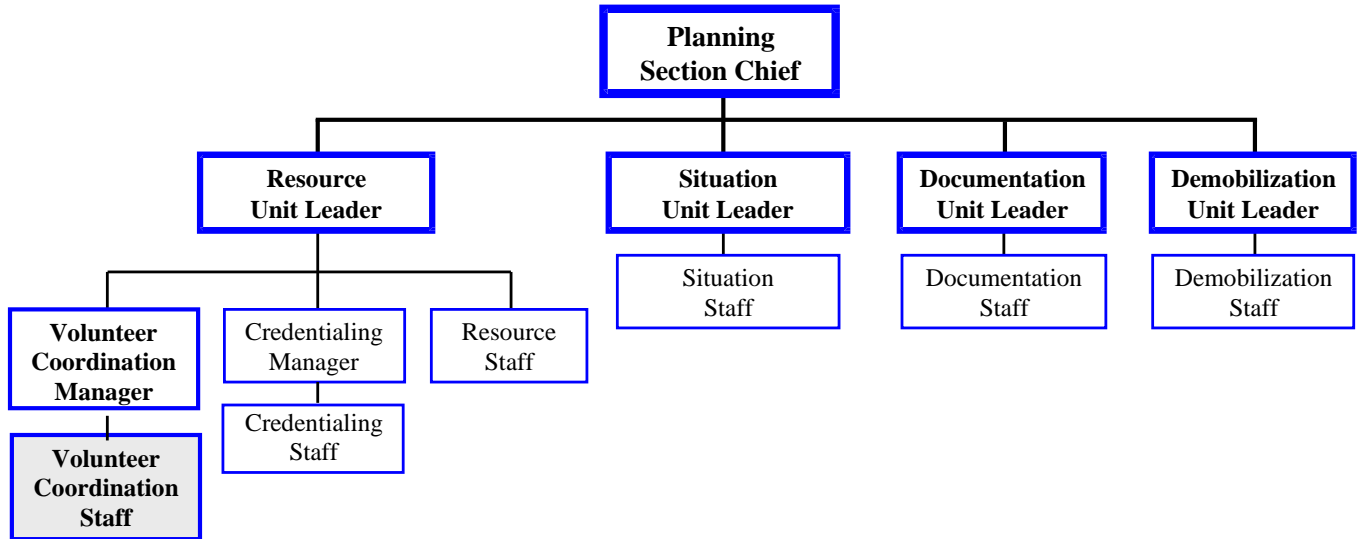 Planning
Section Chief
Resource
Unit Leader
Situation
Unit Leader
Documentation
Unit Leader
Demobilization
Unit Leader
Situation
Staff
Documentation
Staff
Demobilization
Staff
Volunteer
Coordination
Manager
Credentialing
Manager
Resource
Staff
Credentialing
Staff
Volunteer
Coordination
Staff